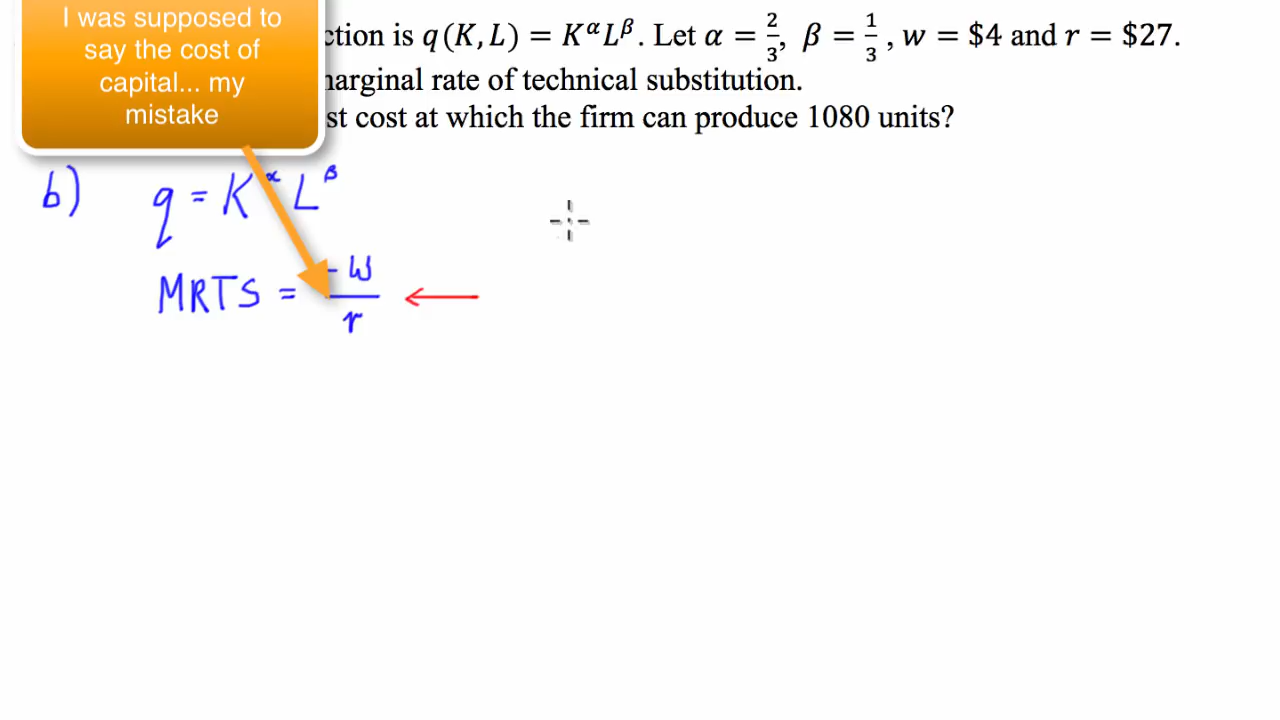 I was supposed to
say the cost of
capital... my
mistake
ction is q(K, L) = K^α L^β. Let α = 2/3, β = 1/3, w = $4 and r = $27.
arginal rate of technical substitution.
st cost at which the firm can produce 1080 units?
b) q = K^α L^β
MRTS = -w/r